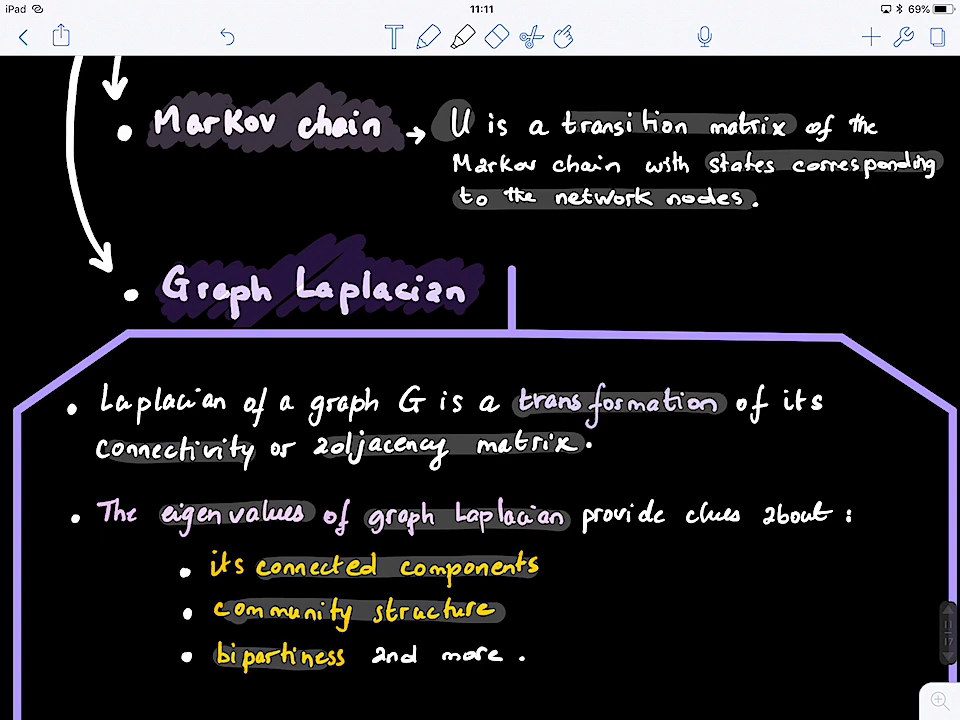 iPad
11:11
69%
T
• Markov chain → U is a transition matrix of the
Markov chain with states corresponding
to the network nodes.
• Graph Laplacian
• Laplacian of a graph G is a transformation of its
connectivity or adjacency matrix.
• The eigenvalues of graph Laplacian provide clues about :
• its connected components
• community structure
• bipartiness and more.